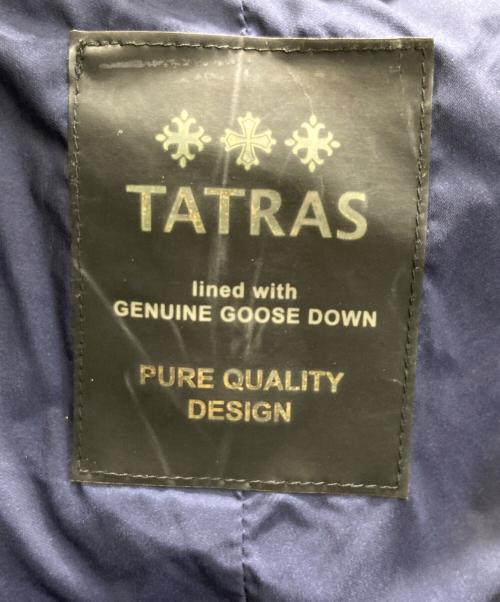 TATRAS
lined with
GENUINE GOOSE DOWN
PURE QUALITY
DESIGN